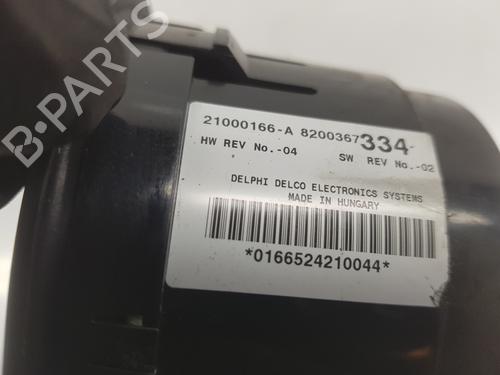 21000166-A 8200367334-
HW REV No.-04 SW REV No.-02
DELPHI DELCO ELECTRONICS SYSTEMS
MADE IN HUNGARY
*0166524210044*
B-PARTS